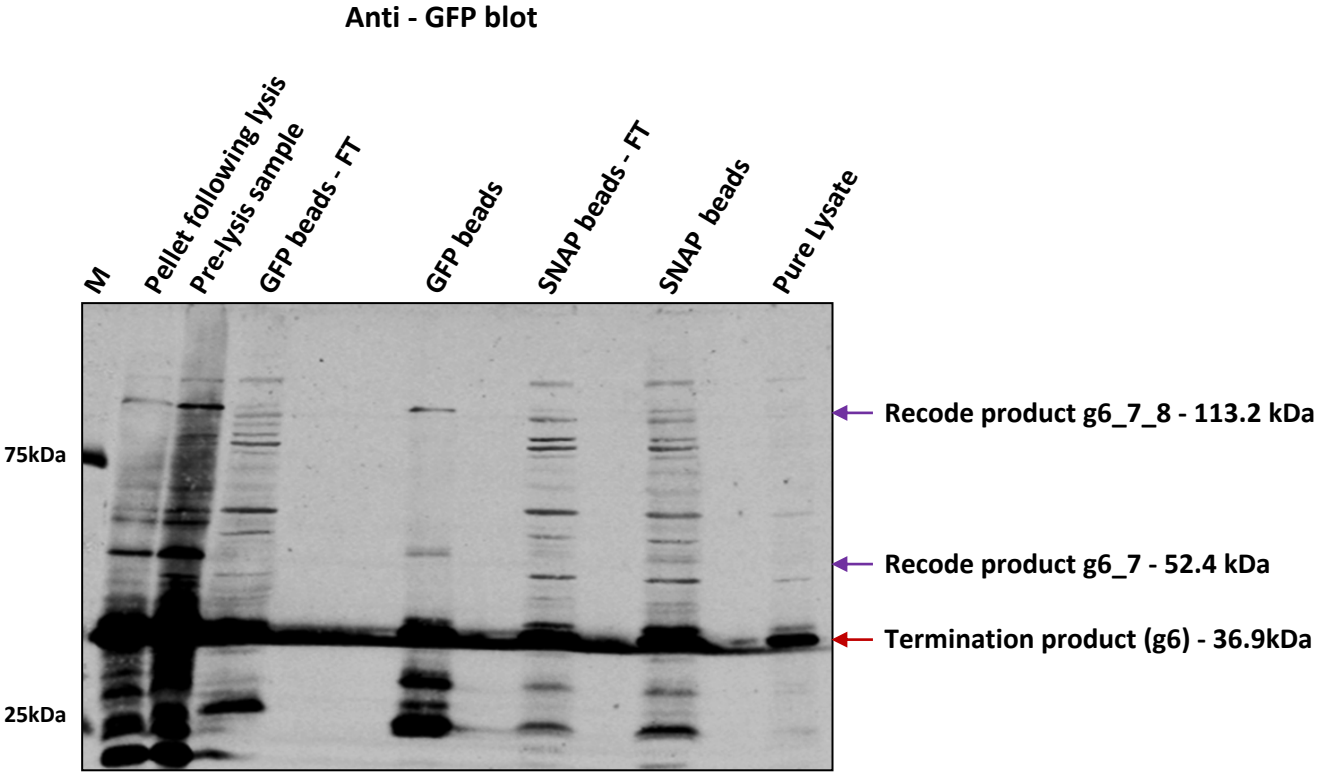 Anti - GFP blot
M
Pellet following lysis
Pre-lysis sample
GFP beads - FT
GFP beads
SNAP beads - FT
SNAP beads
Pure Lysate
Recode product g6_7_8 - 113.2 kDa
75kDa
Recode product g6_7 - 52.4 kDa
Termination product (g6) - 36.9kDa
25kDa